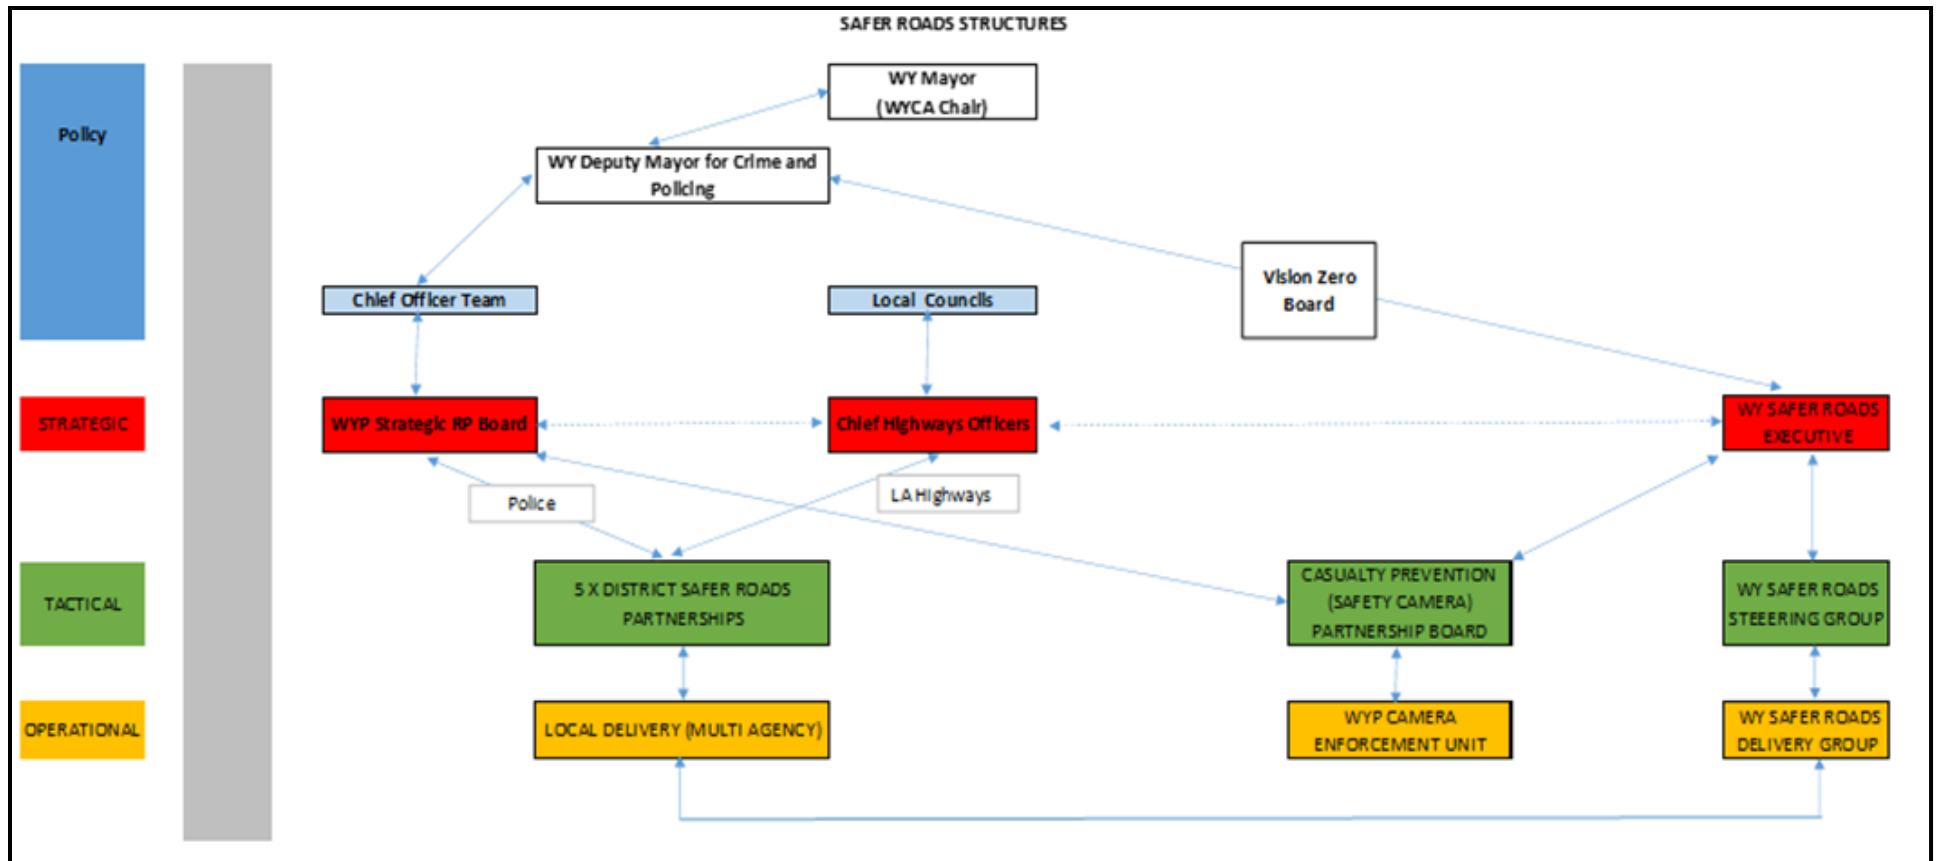 SAFER ROADS STRUCTURES
Policy
WY Mayor
(WYCA Chair)
WY Deputy Mayor for Crime and
Policing
Vision Zero
Board
Chief Officer Team
Local Councils
STRATEGIC
WYP Strategic RP Board
Chief Highways Officers
WY SAFER ROADS
EXECUTIVE
Police
LA Highways
TACTICAL
5 X DISTRICT SAFER ROADS
PARTNERSHIPS
CASUALTY PREVENTION
(SAFETY CAMERA)
PARTNERSHIP BOARD
WY SAFER ROADS
STEEERING GROUP
OPERATIONAL
LOCAL DELIVERY (MULTI AGENCY)
WYP CAMERA
ENFORCEMENT UNIT
WY SAFER ROADS
DELIVERY GROUP